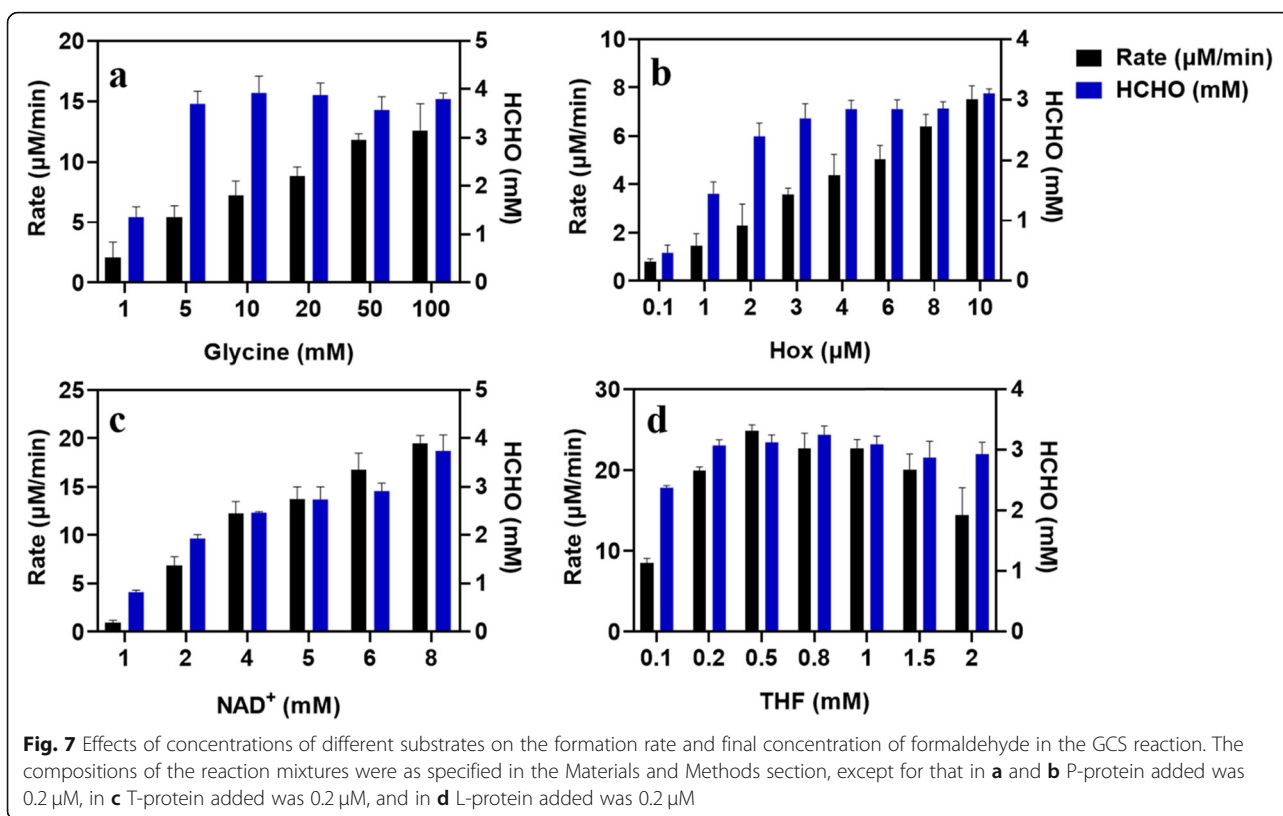 a
Rate (µM/min)
20
15
10
5
0
HCHO (mM)
5
4
3
2
1
0
1 5 10 20 50 100
Glycine (mM)
b
Rate (µM/min)
10
8
6
4
2
0
HCHO (mM)
4
3
2
1
0
0.1 1 2 3 4 6 8 10
Hox (µM)
Rate (µM/min)
HCHO (mM)
c
Rate (µM/min)
25
20
15
10
5
0
HCHO (mM)
5
4
3
2
1
0
1 2 4 5 6 8
NAD⁺ (mM)
d
Rate (µM/min)
30
20
10
0
HCHO (mM)
4
3
2
1
0
0.1 0.2 0.5 0.8 1 1.5 2
THF (mM)
Fig. 7 Effects of concentrations of different substrates on the formation rate and final concentration of formaldehyde in the GCS reaction. The
compositions of the reaction mixtures were as specified in the Materials and Methods section, except for that in a and b P-protein added was
0.2 µM, in c T-protein added was 0.2 µM, and in d L-protein added was 0.2 µM